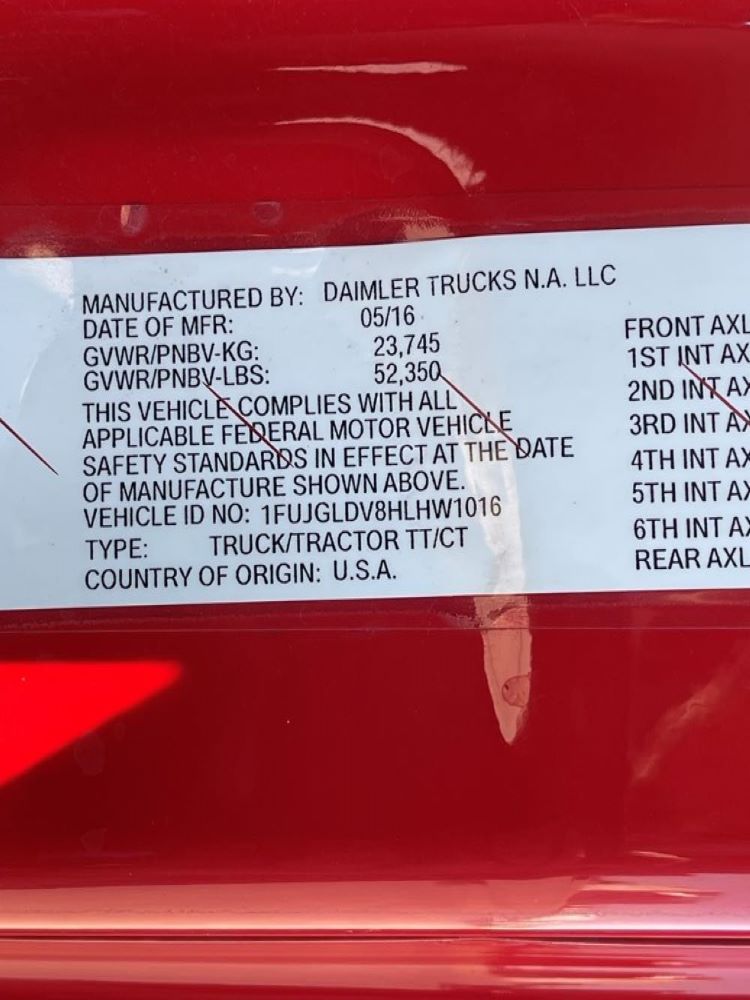 MANUFACTURED BY: DAIMLER TRUCKS N.A. LLC
DATE OF MFR: 05/16
GVWR/PNBV-KG: 23,745
GVWR/PNBV-LBS: 52,350
THIS VEHICLE COMPLIES WITH ALL
APPLICABLE FEDERAL MOTOR VEHICLE
SAFETY STANDARDS IN EFFECT AT THE DATE
OF MANUFACTURE SHOWN ABOVE.
VEHICLE ID NO: 1FUJGLDV8HLHW1016
TYPE: TRUCK/TRACTOR TT/CT
COUNTRY OF ORIGIN: U.S.A.
FRONT AXL
1ST INT AX
2ND INT AX
3RD INT AX
4TH INT AX
5TH INT AX
6TH INT AX
REAR AXL